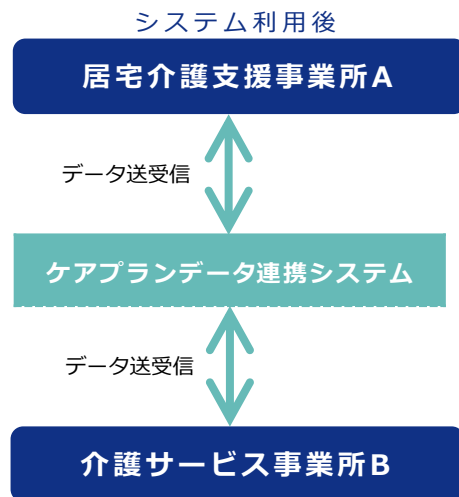 システム利用後
居宅介護支援事業所A
データ送受信
ケアプランデータ連携システム
データ送受信
介護サービス事業所B